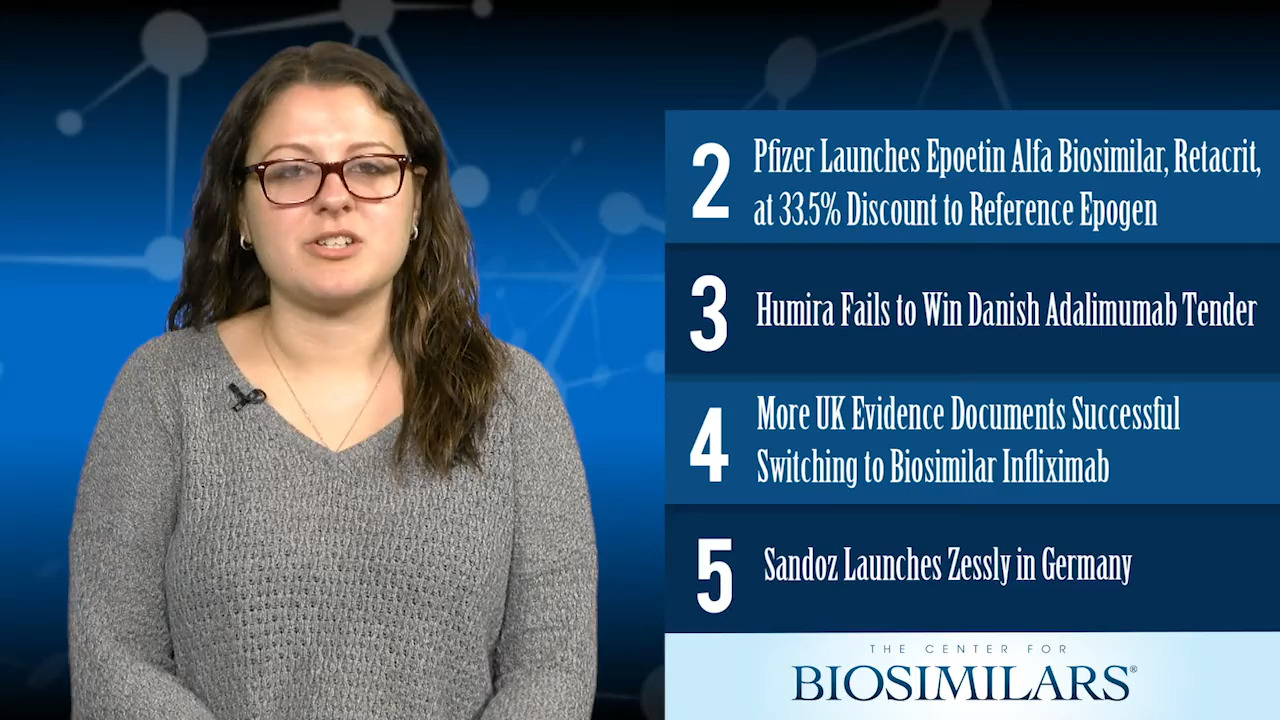 2
Pfizer Launches Epoetin Alfa Biosimilar, Retacrit,
at 33.5% Discount to Reference Epogen
3
Humira Fails to Win Danish Adalimumab Tender
4
More UK Evidence Documents Successful
Switching to Biosimilar Infliximab
5
Sandoz Launches Zessly in Germany
THE CENTER FOR
BIOSIMILARS®